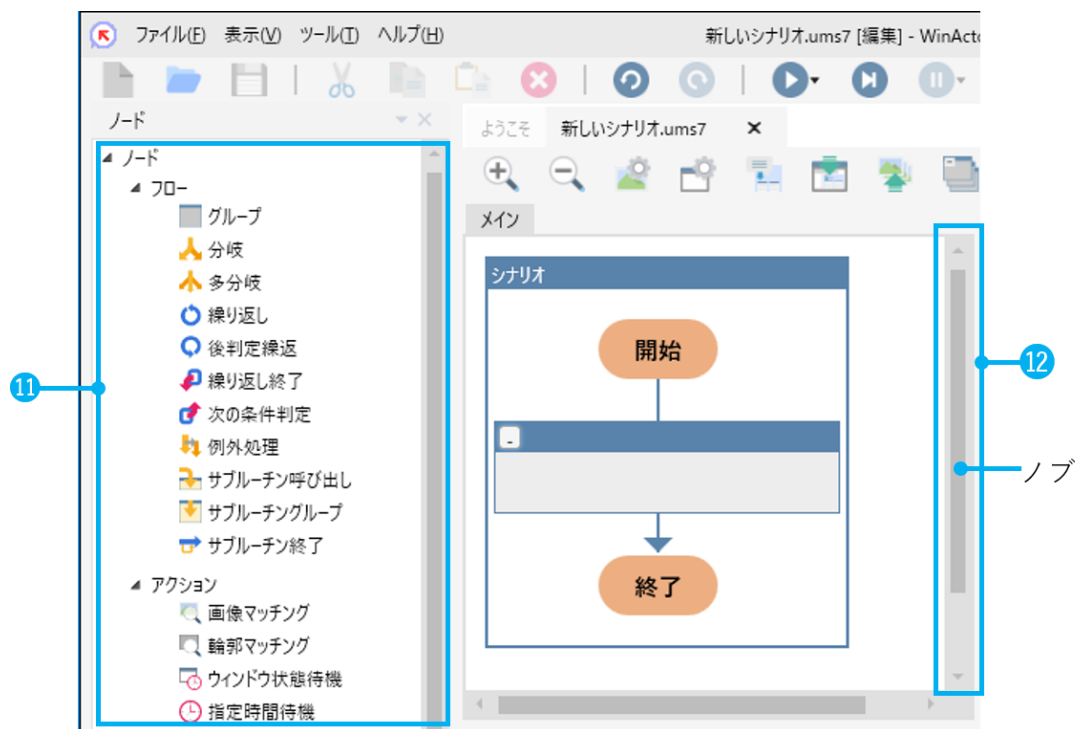 ファイル(F) 表示(V) ツール(T) ヘルプ(H)
新しいシナリオ.ums7 [編集] - WinActo
ノード
ようこそ 新しいシナリオ.ums7
ノード
フロー
グループ
分岐
多分岐
繰り返し
後判定繰返
繰り返し終了
次の条件判定
例外処理
サブルーチン呼び出し
サブルーチングループ
サブルーチン終了
アクション
画像マッチング
輪郭マッチング
ウィンドウ状態待機
指定時間待機
11
メイン
シナリオ
開始
-
終了
12
ノブ